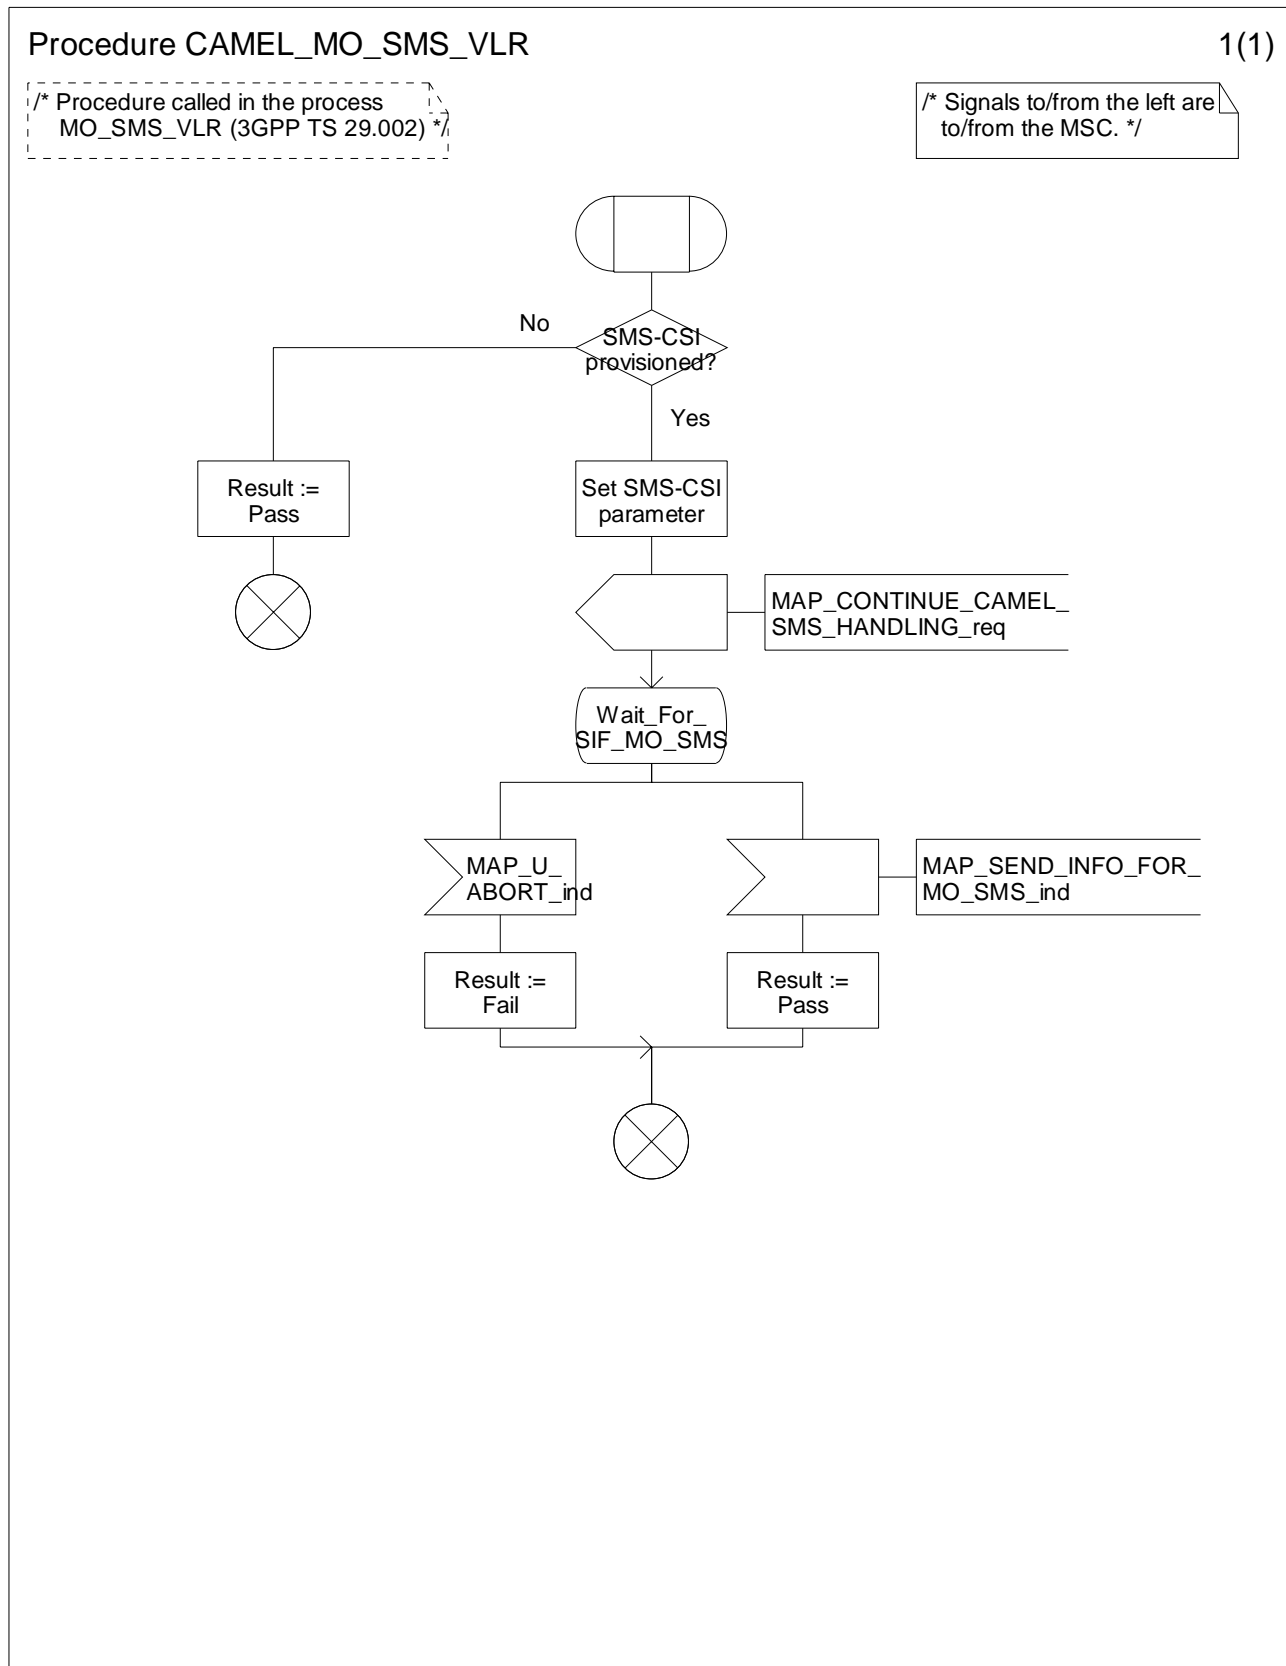 Procedure CAMEL_MO_SMS_VLR
1(1)
/* Procedure called in the process
MO_SMS_VLR (3GPP TS 29.002) */
/* Signals to/from the left are
to/from the MSC. */
No
SMS-CSI
provisioned?
Yes
Result :=
Pass
Set SMS-CSI
parameter
MAP_CONTINUE_CAMEL_
SMS_HANDLING_req
Wait_For_
SIF_MO_SMS
MAP_U_
ABORT_ind
MAP_SEND_INFO_FOR_
MO_SMS_ind
Result :=
Fail
Result :=
Pass